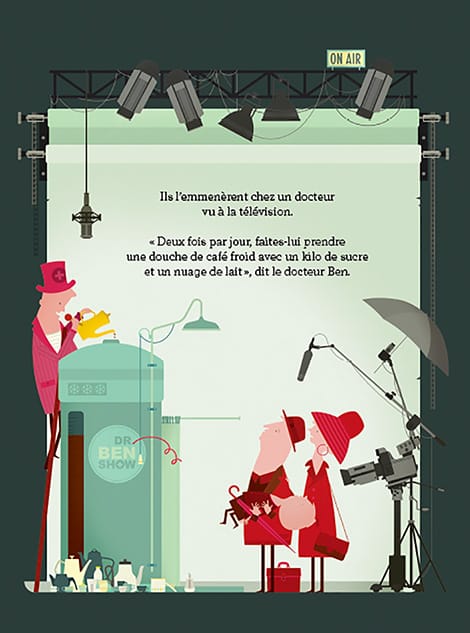 ON AIR
Ils l'emmenèrent chez un docteur
vu à la télévision.
« Deux fois par jour, faites-lui prendre
une douche de café froid avec un kilo de sucre
et un nuage de lait », dit le docteur Ben.
DR
BEN
SHOW